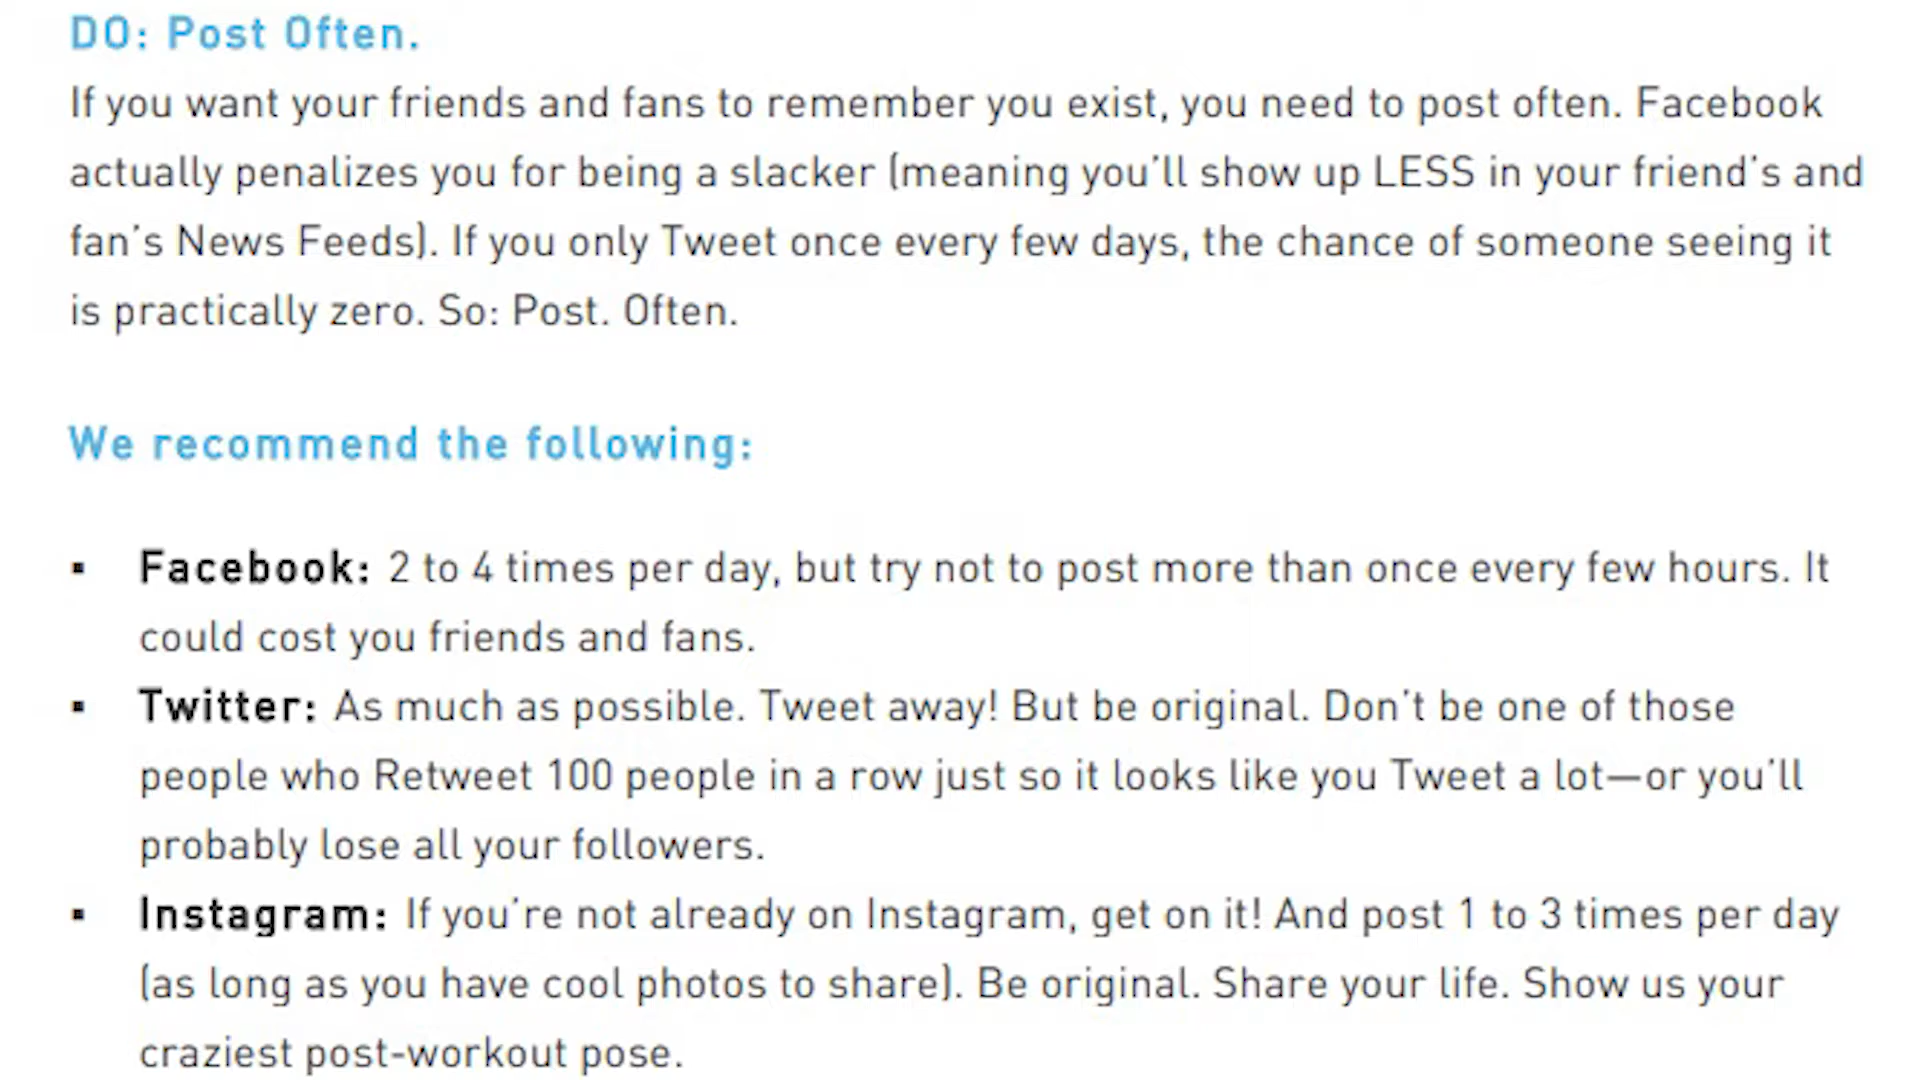 DO: Post Often.
If you want your friends and fans to remember you exist, you need to post often. Facebook
actually penalizes you for being a slacker (meaning you'll show up LESS in your friend's and
fan's News Feeds). If you only Tweet once every few days, the chance of someone seeing it
is practically zero. So: Post. Often.
We recommend the following:
▪ Facebook: 2 to 4 times per day, but try not to post more than once every few hours. It
could cost you friends and fans.
▪ Twitter: As much as possible. Tweet away! But be original. Don't be one of those
people who Retweet 100 people in a row just so it looks like you Tweet a lot—or you'll
probably lose all your followers.
▪ Instagram: If you're not already on Instagram, get on it! And post 1 to 3 times per day
(as long as you have cool photos to share). Be original. Share your life. Show us your
craziest post-workout pose.